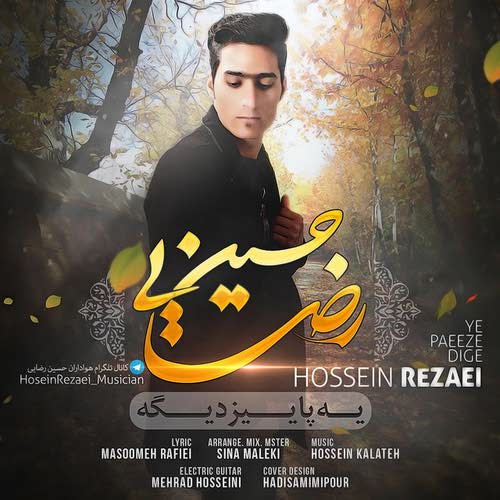 حسین رضایی
YE
PAEEZE
DIGE
کانال تلگرام هواداران حسین رضایی
HoseinRezaei_Musician
HOSSEIN REZAEI
یه پاییز دیگه
LYRIC
MASOOMEH RAFIEI
ARRANGE. MIX. MSTER
SINA MALEKI
MUSIC
HOSSEIN KALATEH
ELECTRIC GUITAR
MEHRAD HOSSEINI
COVER DESIGN
HADISAMIMIPOUR